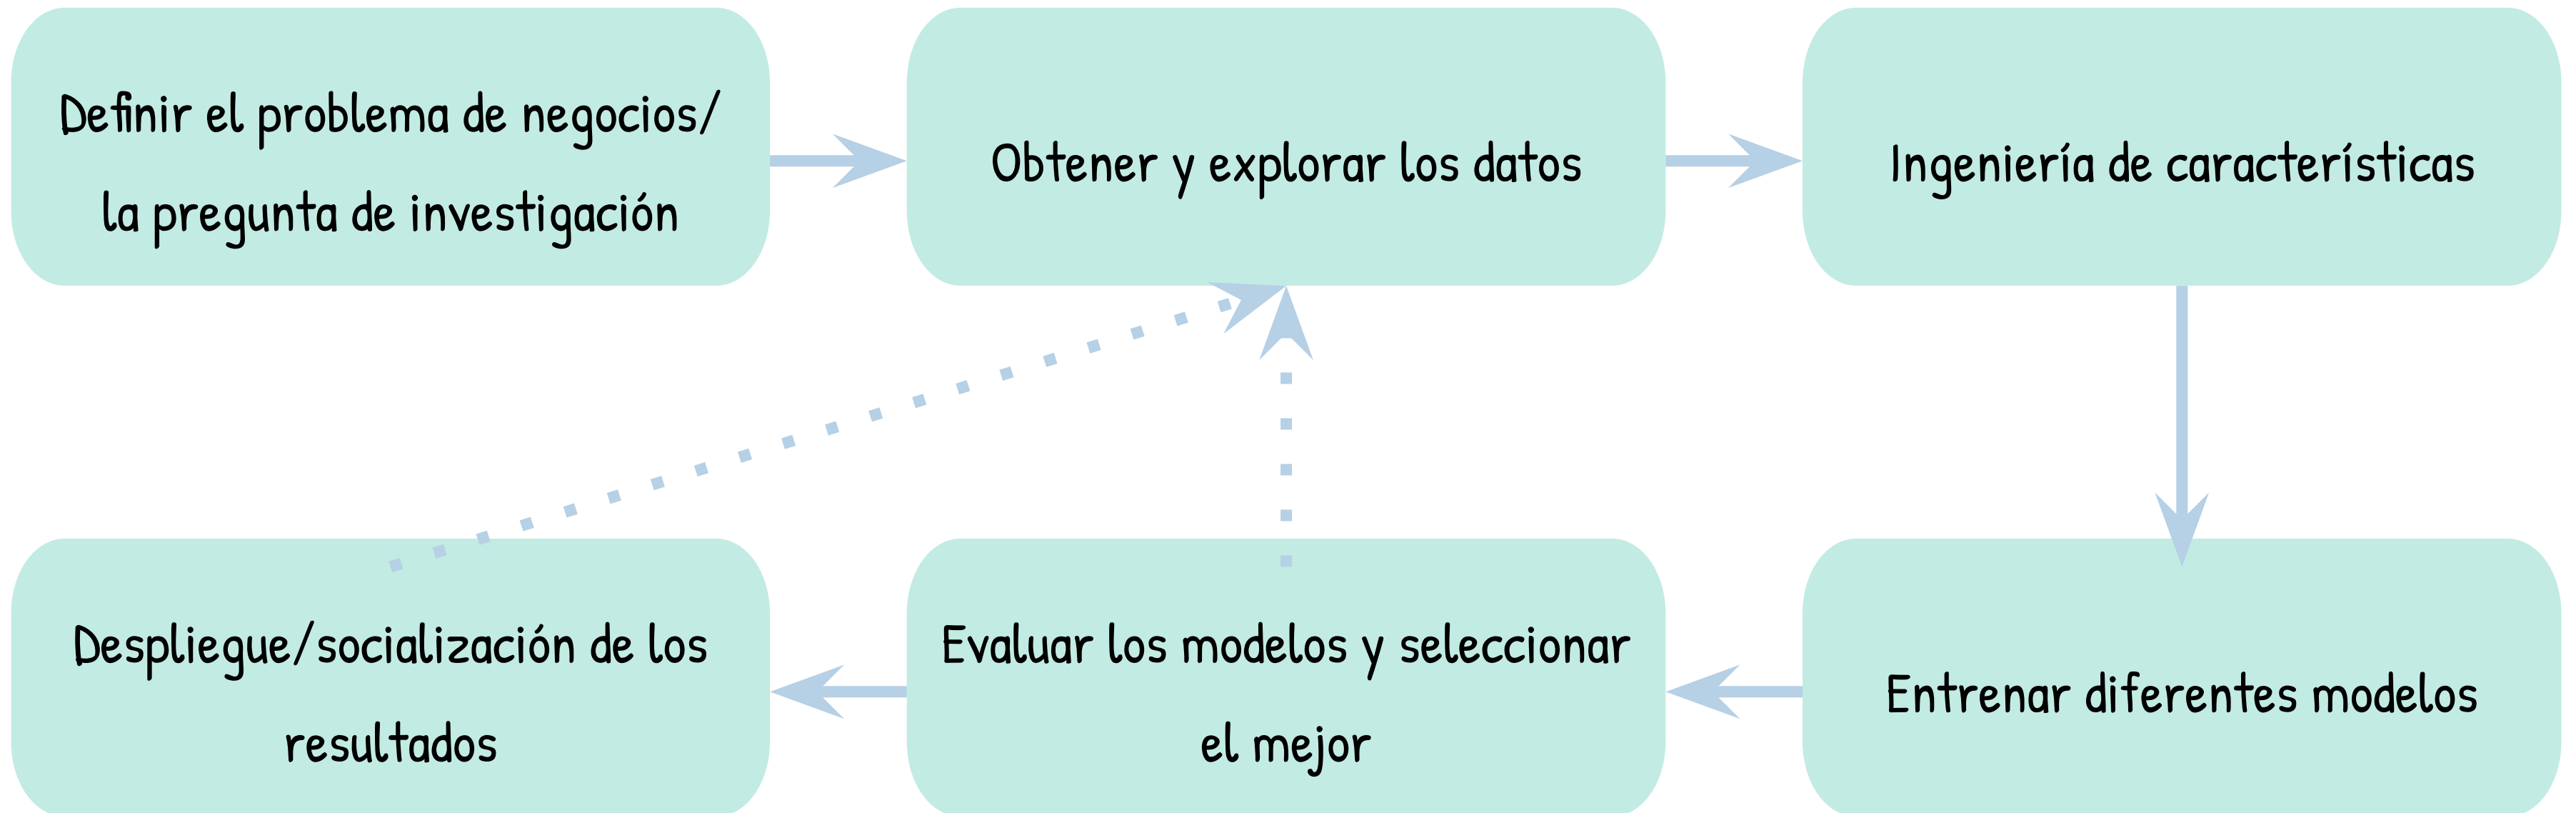 Definir el problema de negocios/
la pregunta de investigación
Obtener y explorar los datos
Ingeniería de características
Despliegue/socialización de los
resultados
Evaluar los modelos y seleccionar
el mejor
Entrenar diferentes modelos